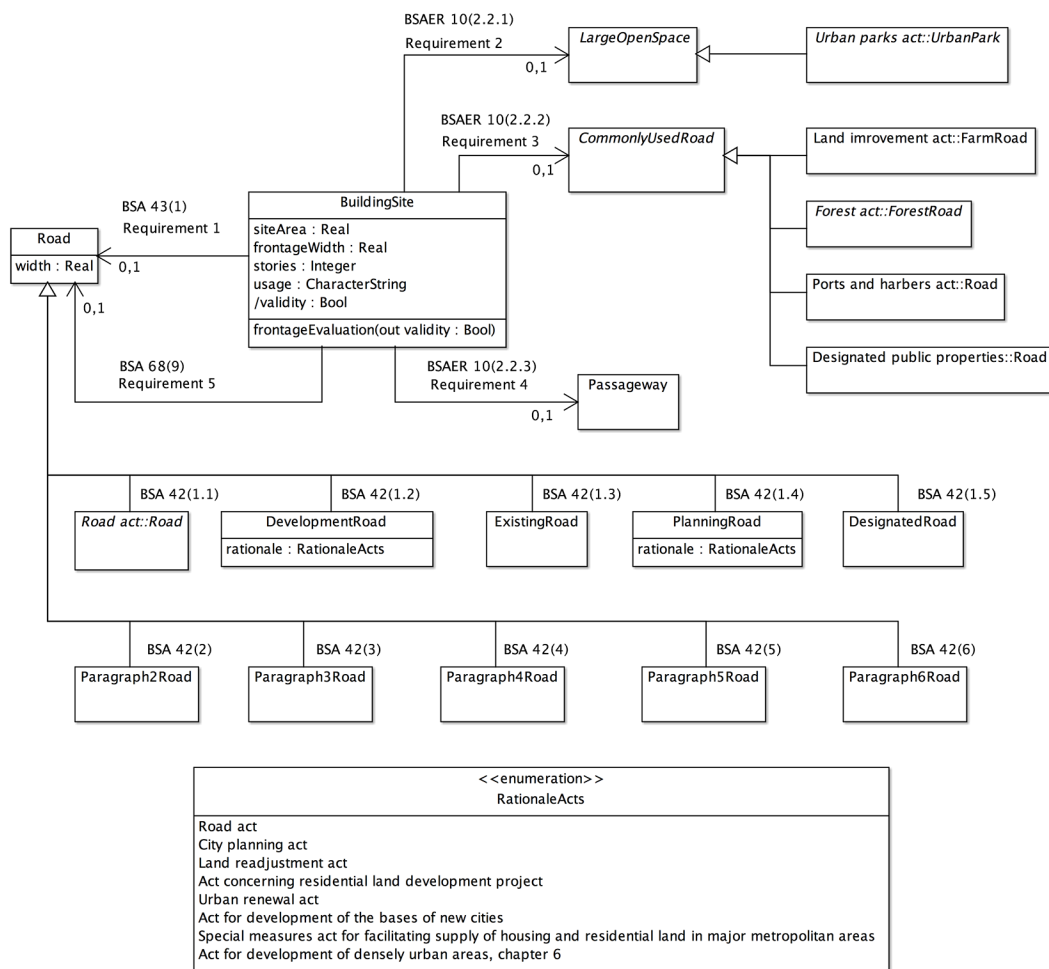 BSAER 10(2.2.1)
Requirement 2
0,1
LargeOpenSpace
Urban parks act::UrbanPark
BSAER 10(2.2.2)
Requirement 3
0,1
CommonlyUsedRoad
Land imrovement act::FarmRoad
Forest act::ForestRoad
Ports and harbers act::Road
Designated public properties::Road
BSA 43(1)
Requirement 1
0,1
Road
width : Real
0,1
BuildingSite
siteArea : Real
frontageWidth : Real
stories : Integer
usage : CharacterString
/validity : Bool
frontageEvaluation(out validity : Bool)
BSA 68(9)
Requirement 5
BSAER 10(2.2.3)
Requirement 4
0,1
Passageway
BSA 42(1.1)
BSA 42(1.2)
BSA 42(1.3)
BSA 42(1.4)
BSA 42(1.5)
Road act::Road
DevelopmentRoad
rationale : RationaleActs
ExistingRoad
PlanningRoad
rationale : RationaleActs
DesignatedRoad
BSA 42(2)
BSA 42(3)
BSA 42(4)
BSA 42(5)
BSA 42(6)
Paragraph2Road
Paragraph3Road
Paragraph4Road
Paragraph5Road
Paragraph6Road
<<enumeration>>
RationaleActs
Road act
City planning act
Land readjustment act
Act concerning residential land development project
Urban renewal act
Act for development of the bases of new cities
Special measures act for facilitating supply of housing and residential land in major metropolitan areas
Act for development of densely urban areas, chapter 6